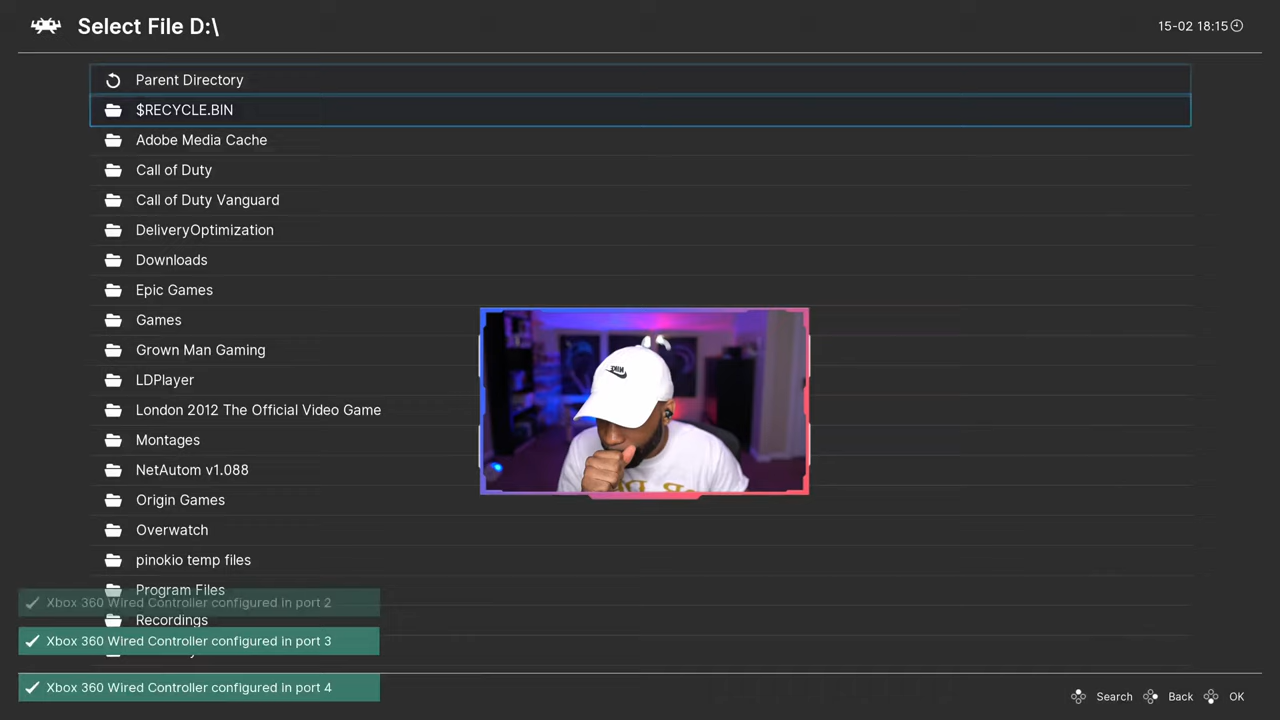 Select File D:\
15-02 18:15
Parent Directory
$RECYCLE.BIN
Adobe Media Cache
Call of Duty
Call of Duty Vanguard
DeliveryOptimization
Downloads
Epic Games
Games
Grown Man Gaming
LDPlayer
London 2012 The Official Video Game
Montages
NetAutom v1.088
Origin Games
Overwatch
pinokio temp files
Program Files
Recordings
Xbox 360 Wired Controller configured in port 2
Xbox 360 Wired Controller configured in port 3
Xbox 360 Wired Controller configured in port 4
Search Back OK